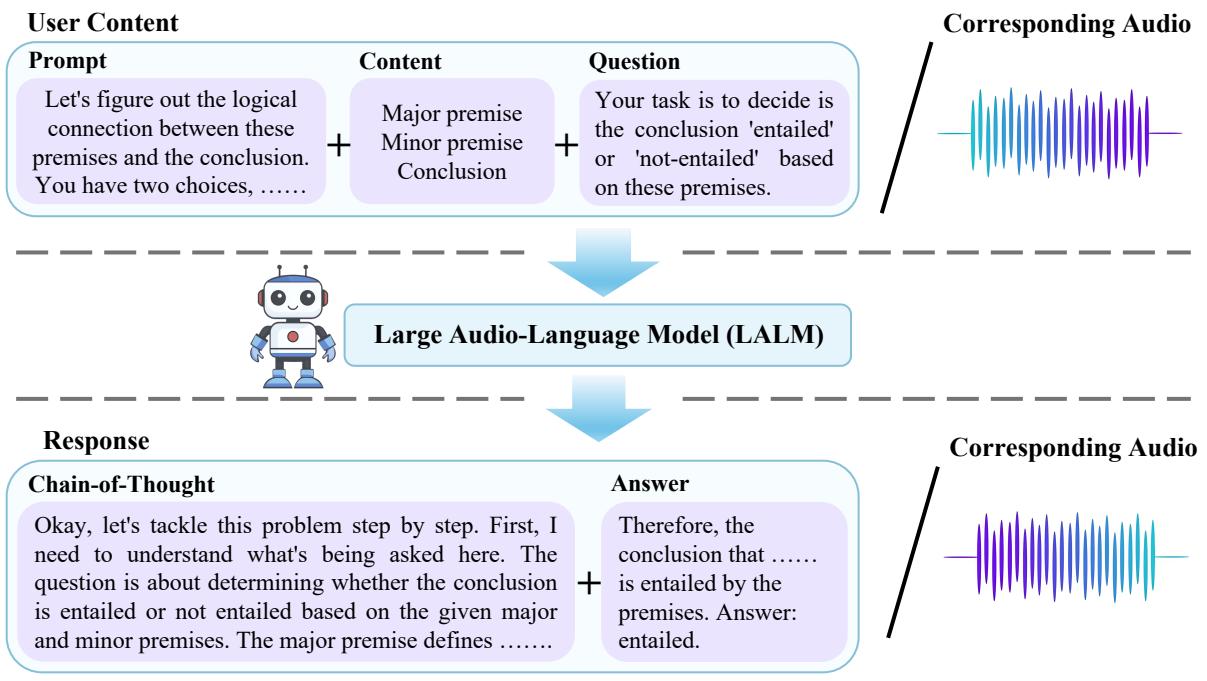 User Content
Corresponding Audio
Prompt
Let's figure out the logical
connection between these
premises and the conclusion.
You have two choices, ……
+
Content
Major premise
Minor premise
Conclusion
+
Question
Your task is to decide is
the conclusion 'entailed'
or 'not-entailed' based
on these premises.
Large Audio-Language Model (LALM)
Response
Corresponding Audio
Chain-of-Thought
Okay, let's tackle this problem step by step. First, I
need to understand what's being asked here. The
question is about determining whether the conclusion
is entailed or not entailed based on the given major
and minor premises. The major premise defines …….
+
Answer
Therefore, the
conclusion that ……
is entailed by the
premises. Answer:
entailed.